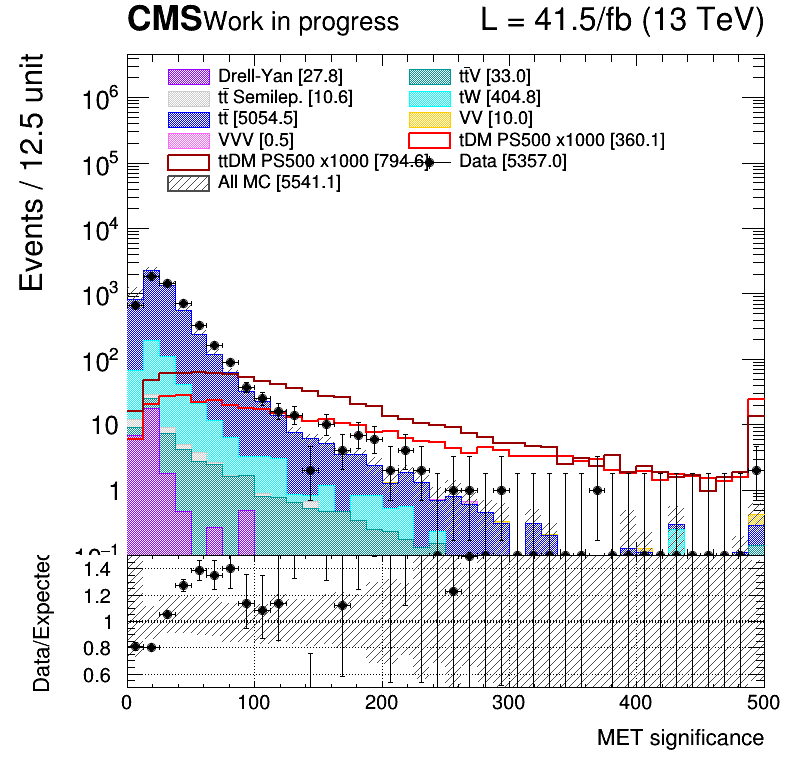 CMS Work in progress L = 41.5/fb (13 TeV)
Events / 12.5 unit
Drell-Yan [27.8] tt̄V [33.0]
tt̄ Semilep. [10.6] tW [404.8]
tt̄ [5054.5] VV [10.0]
VVV [0.5] tDM PS500 x1000 [360.1]
ttDM PS500 x1000 [794.6] Data [5357.0]
All MC [5541.1]
10⁶
10⁵
10⁴
10³
10²
10
1
10⁻¹
Data/Expected
1.4
1.2
1
0.8
0.6
0 100 200 300 400 500
MET significance